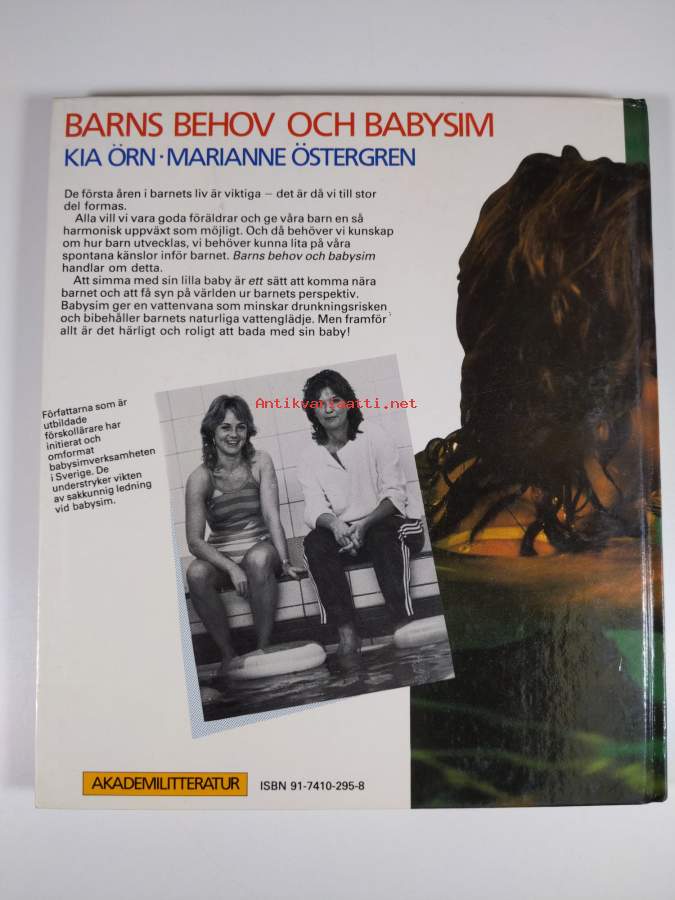 BARNS BEHOV OCH BABYSIM
KIA ÖRN · MARIANNE ÖSTERGREN
De första åren i barnets liv är viktiga – det är då vi till stor
del formas.
Alla vill vi vara goda föräldrar och ge våra barn en så
harmonisk uppväxt som möjligt. Och då behöver vi kunskap
om hur barn utvecklas, vi behöver kunna lita på våra
spontana känslor inför barnet. Barns behov och babysim
handlar om detta.
Att simma med sin lilla baby är ett sätt att komma nära
barnet och att få syn på världen ur barnets perspektiv.
Babysim ger en vattenvana som minskar drunkningsrisken
och bibehåller barnets naturliga vattenglädje. Men framför
allt är det härligt och roligt att bada med sin baby!
Författarna som är
utbildade
förskollärare har
initierat och
omformat
babysimverksamheten
i Sverige. De
understryker vikten
av sakkunnig ledning
vid babysim.
Antikvariaatti.net
AKADEMILITTERATUR
ISBN 91-7410-295-8